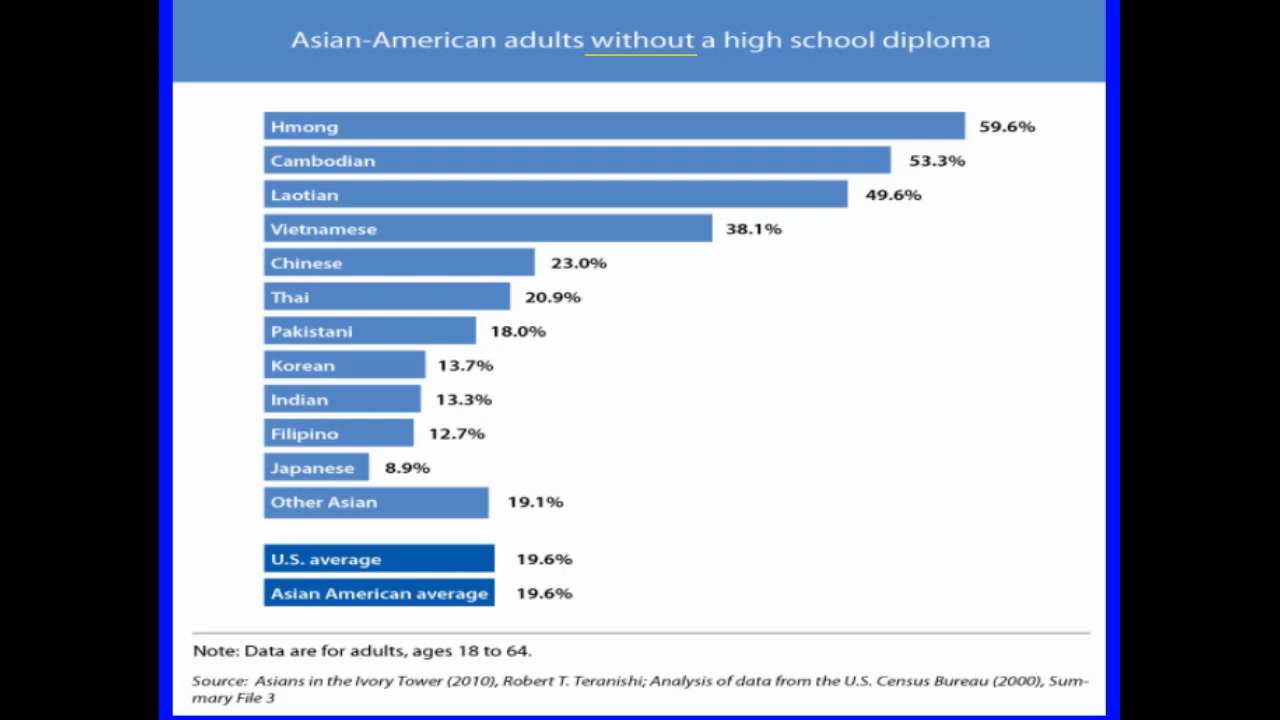 Asian-American adults without a high school diploma
Hmong 59.6%
Cambodian 53.3%
Laotian 49.6%
Vietnamese 38.1%
Chinese 23.0%
Thai 20.9%
Pakistani 18.0%
Korean 13.7%
Indian 13.3%
Filipino 12.7%
Japanese 8.9%
Other Asian 19.1%
U.S. average 19.6%
Asian American average 19.6%
Note: Data are for adults, ages 18 to 64.
Source: Asians in the Ivory Tower (2010), Robert T. Teranishi; Analysis of data from the U.S. Census Bureau (2000), Sum-
mary File 3